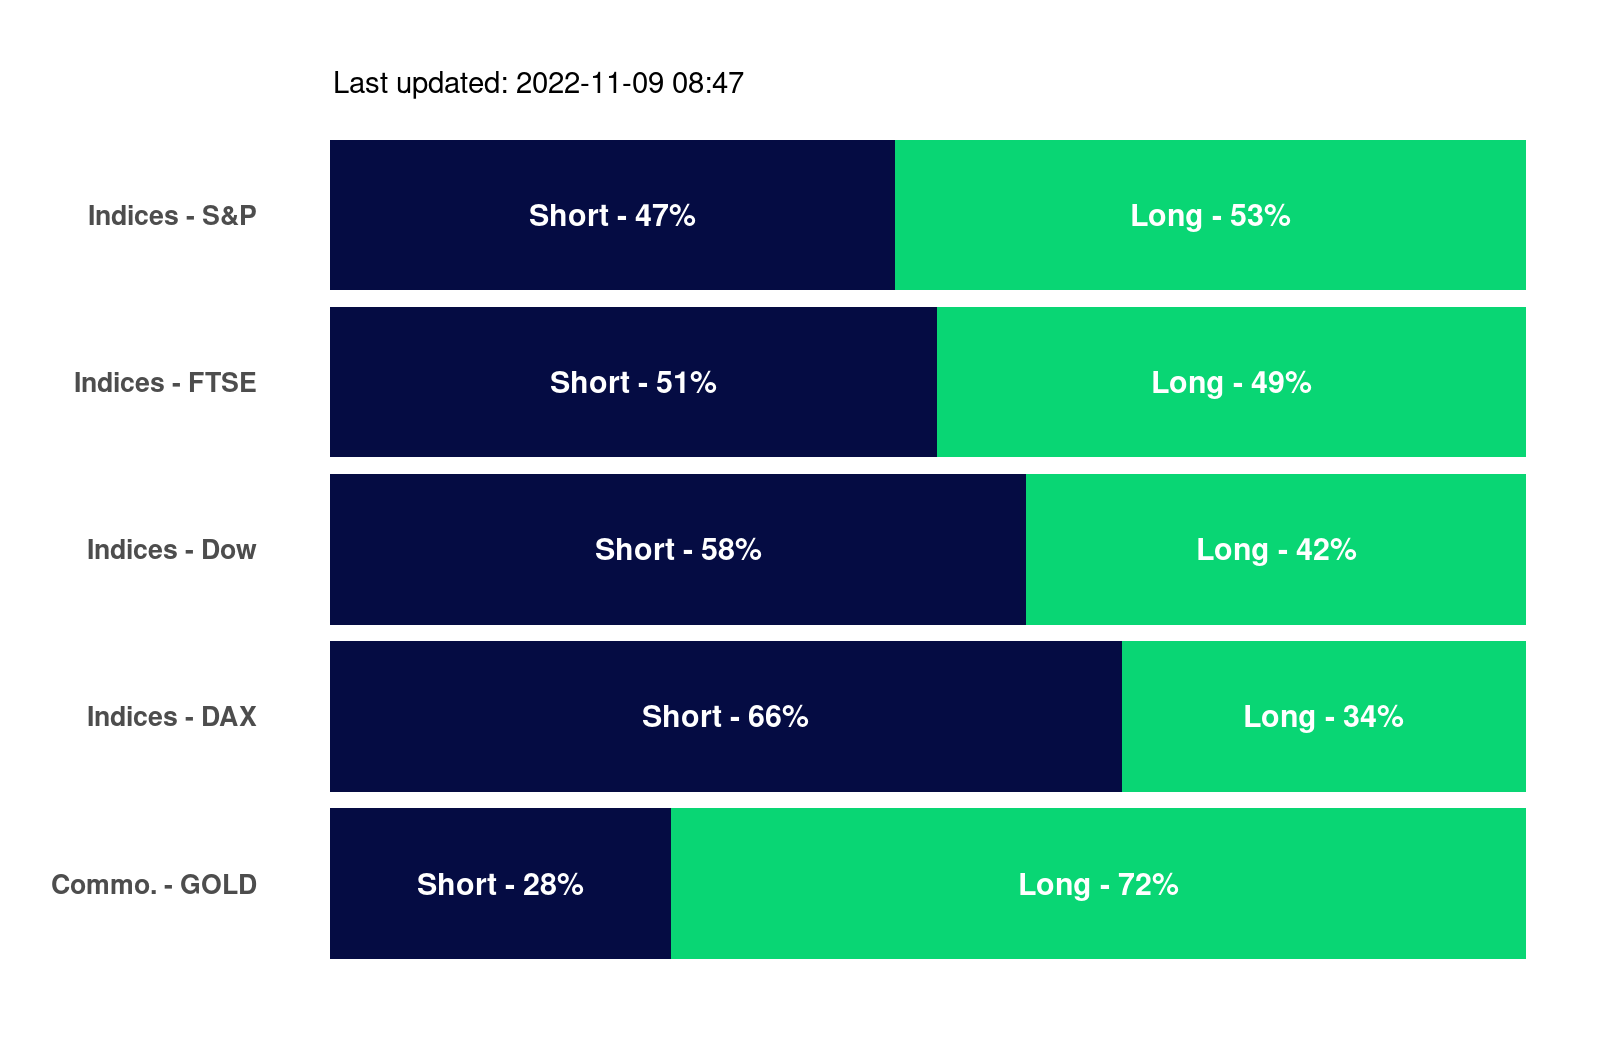 Last updated: 2022-11-09 08:47
Indices - S&P Short - 47% Long - 53%
Indices - FTSE Short - 51% Long - 49%
Indices - Dow Short - 58% Long - 42%
Indices - DAX Short - 66% Long - 34%
Commo. - GOLD Short - 28% Long - 72%